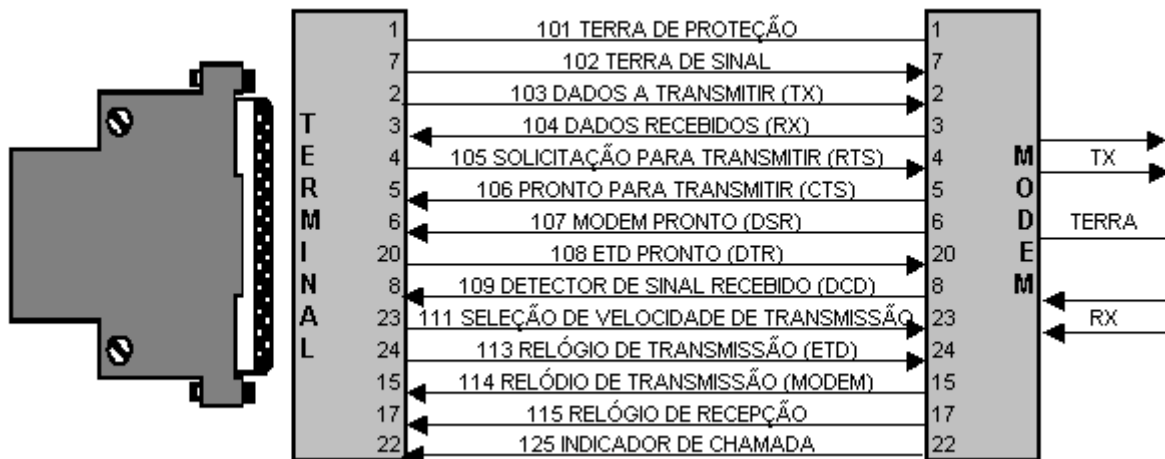 1 101 TERRA DE PROTEÇÃO 1
7 102 TERRA DE SINAL 7
2 103 DADOS A TRANSMITIR (TX) 2
3 104 DADOS RECEBIDOS (RX) 3
4 105 SOLICITAÇÃO PARA TRANSMITIR (RTS) 4
5 106 PRONTO PARA TRANSMITIR (CTS) 5
6 107 MODEM PRONTO (DSR) 6
20 108 ETD PRONTO (DTR) 20
8 109 DETECTOR DE SINAL RECEBIDO (DCD) 8
23 111 SELEÇÃO DE VELOCIDADE DE TRANSMISSÃO 23
24 113 RELÓGIO DE TRANSMISSÃO (ETD) 24
15 114 RELÓDIO DE TRANSMISSÃO (MODEM) 15
17 115 RELÓGIO DE RECEPÇÃO 17
22 125 INDICADOR DE CHAMADA 22
TERMINAL
MODEM
TX
TERRA
RX